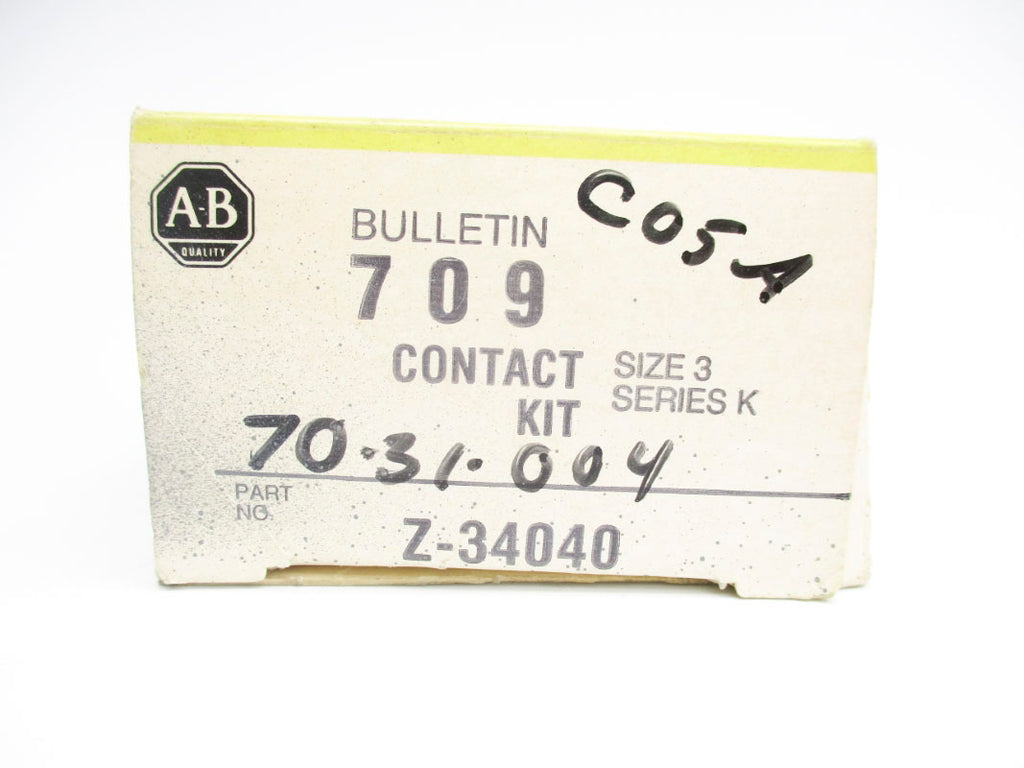 A-B
QUALITY
BULLETIN
709
C05A
CONTACT
KIT
SIZE 3
SERIES K
70.31.004
PART
NO.
Z-34040